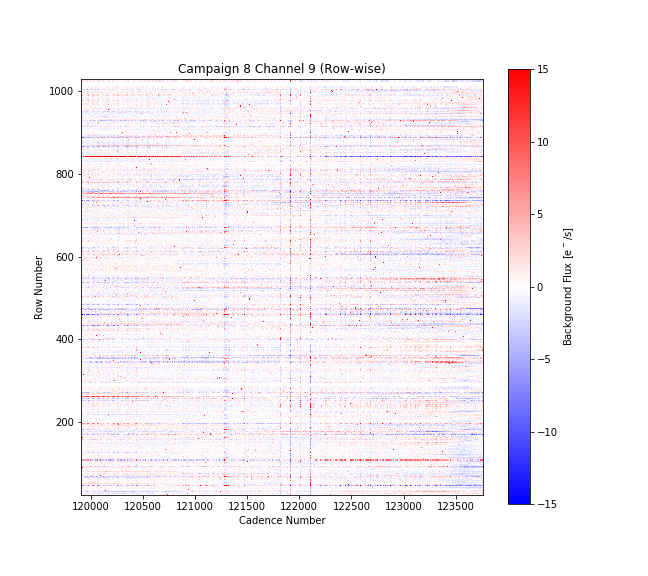 Campaign 8 Channel 9 (Row-wise)
1000
800
600
400
200
Row Number
120000 120500 121000 121500 122000 122500 123000 123500
Cadence Number
15
10
5
0
−5
−10
−15
Background Flux [e⁻/s]